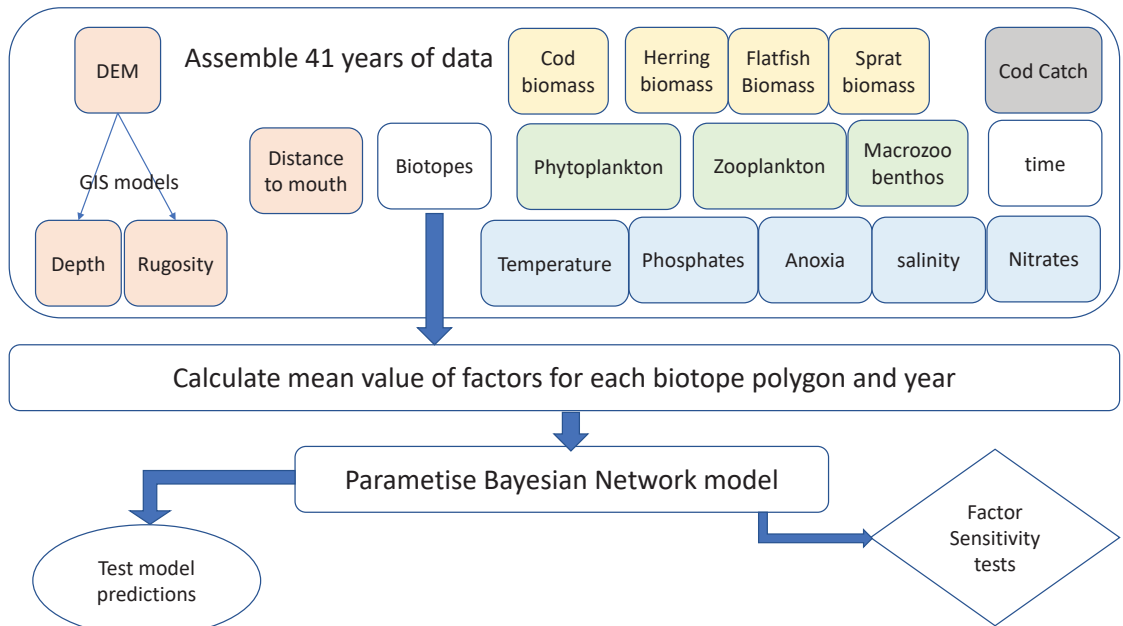 Assemble 41 years of data
DEM
GIS models
Depth
Rugosity
Distance
to mouth
Biotopes
Cod
biomass
Herring
biomass
Flatfish
Biomass
Sprat
biomass
Cod Catch
Phytoplankton
Zooplankton
Macrozoo
benthos
time
Temperature
Phosphates
Anoxia
salinity
Nitrates
Calculate mean value of factors for each biotope polygon and year
Parametise Bayesian Network model
Test model
predictions
Factor
Sensitivity
tests